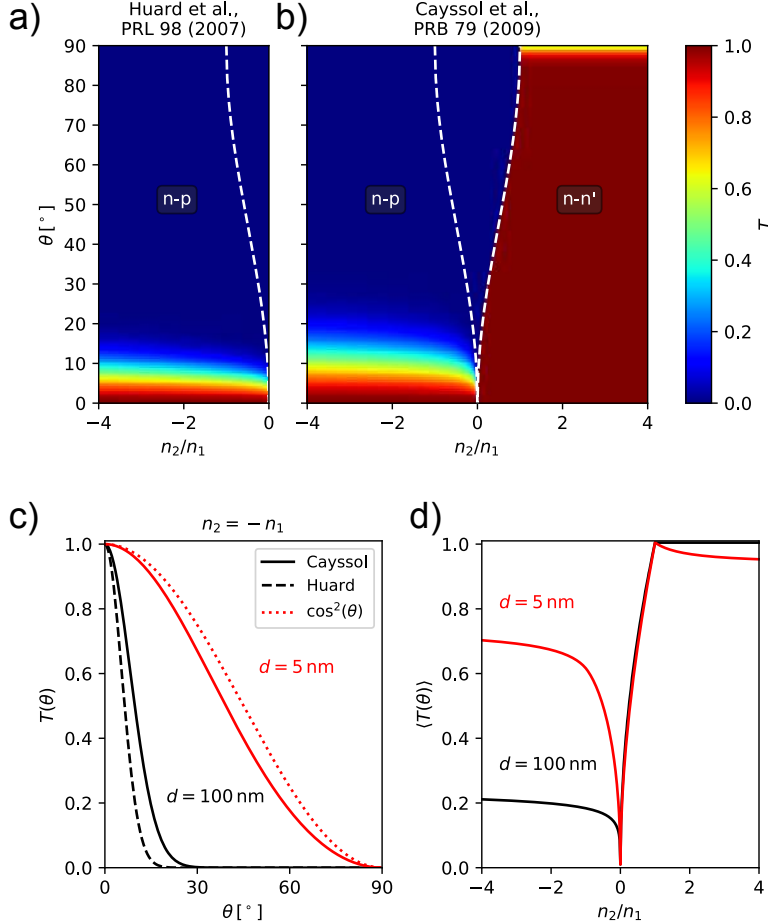 a)
Huard et al.,
PRL 98 (2007)
b)
Cayssol et al.,
PRB 79 (2009)
90
80
70
60
50
40
30
20
10
0
θ [°]
n-p
−4
−2
0
n₂/n₁
n-p
n-n'
−4
−2
0
2
4
n₂/n₁
1.0
0.8
0.6
0.4
0.2
0.0
T
c)
n₂ = −n₁
1.0
0.8
0.6
0.4
0.2
0.0
T(θ)
Cayssol
Huard
cos²(θ)
d = 5 nm
d = 100 nm
0
30
60
90
θ [°]
d)
1.0
0.8
0.6
0.4
0.2
0.0
⟨T(θ)⟩
d = 5 nm
d = 100 nm
−4
−2
0
2
4
n₂/n₁